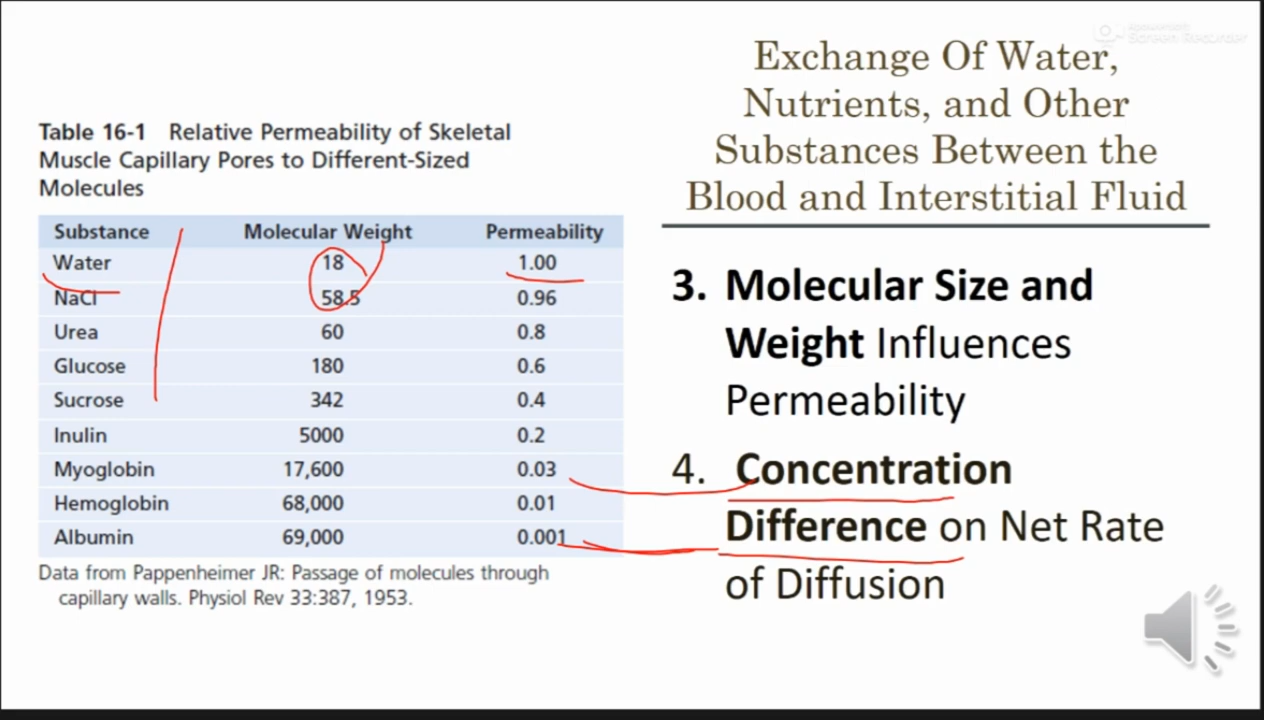 Apowersoft
Screen Recorder
Exchange Of Water,
Nutrients, and Other
Substances Between the
Blood and Interstitial Fluid
Table 16-1 Relative Permeability of Skeletal
Muscle Capillary Pores to Different-Sized
Molecules
Substance Molecular Weight Permeability
Water 18 1.00
NaCl 58.5 0.96
Urea 60 0.8
Glucose 180 0.6
Sucrose 342 0.4
Inulin 5000 0.2
Myoglobin 17,600 0.03
Hemoglobin 68,000 0.01
Albumin 69,000 0.001
Data from Pappenheimer JR: Passage of molecules through
capillary walls. Physiol Rev 33:387, 1953.
3. Molecular Size and
Weight Influences
Permeability
4. Concentration
Difference on Net Rate
of Diffusion